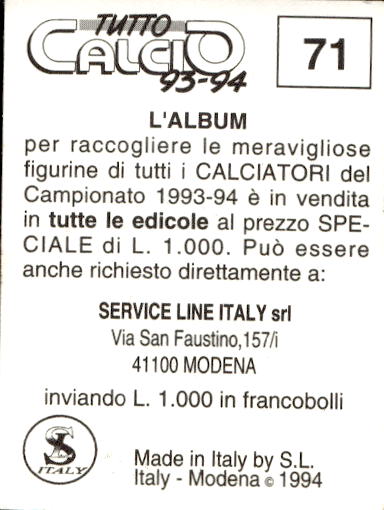 TUTTO
CALCIO
93-94
71
L'ALBUM
per raccogliere le meravigliose
figurine di tutti i CALCIATORI del
Campionato 1993-94 è in vendita
in tutte le edicole al prezzo SPE-
CIALE di L. 1.000. Può essere
anche richiesto direttamente a:
SERVICE LINE ITALY srl
Via San Faustino,157/i
41100 MODENA
inviando L. 1.000 in francobolli
SL
ITALY
Made in Italy by S.L.
Italy - Modena © 1994